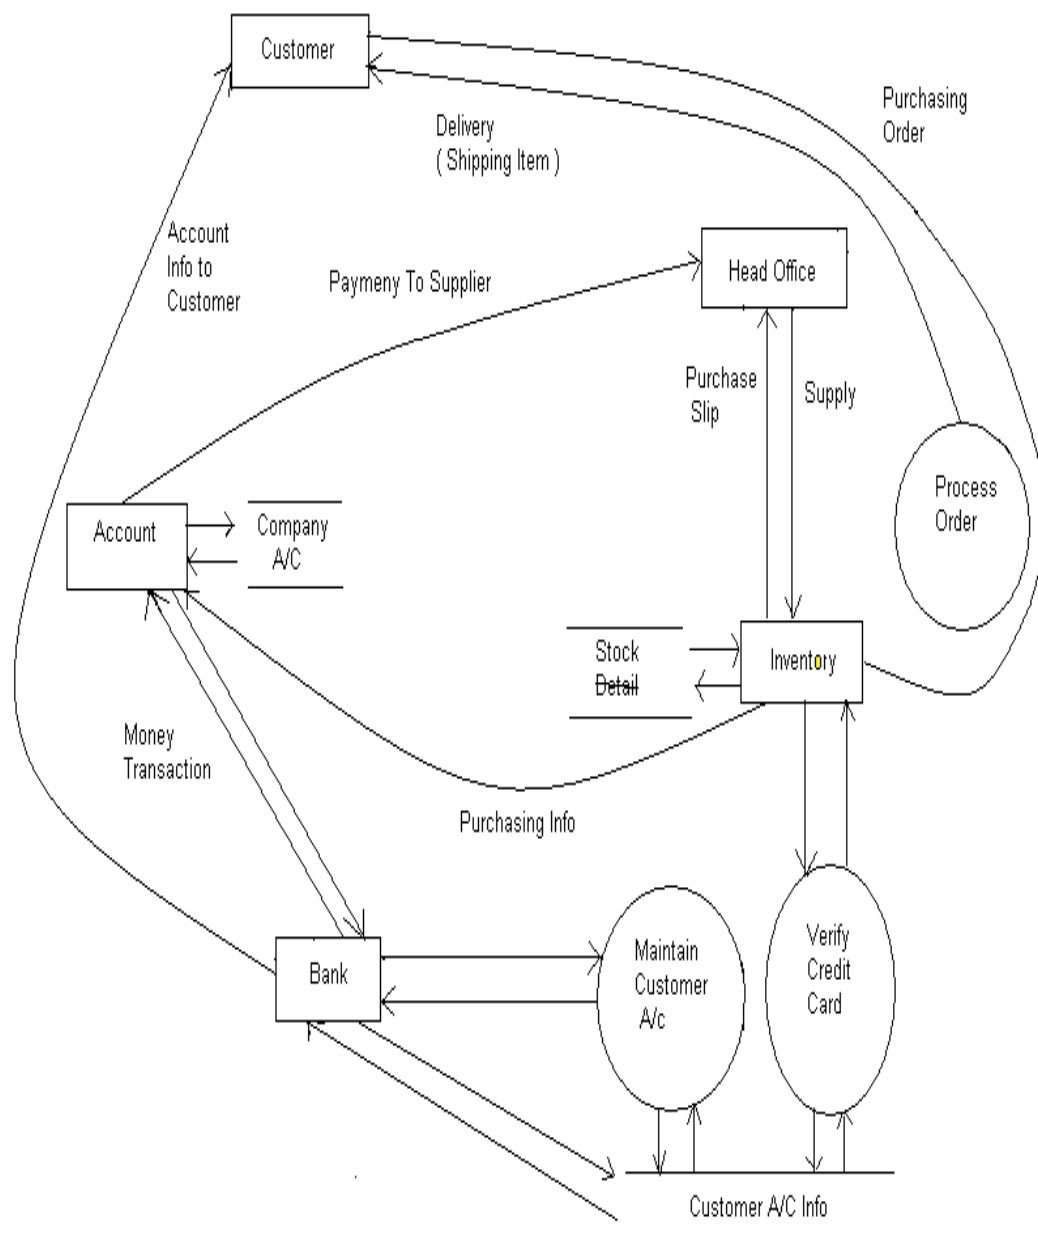 Customer
Purchasing
Order
Delivery
( Shipping Item )
Account
Info to
Customer
Paymeny To Supplier
Head Office
Purchase
Slip
Supply
Process
Order
Account
Company
A/C
Stock
Detail
Inventory
Money
Transaction
Purchasing Info
Bank
Maintain
Customer
A/c
Verify
Credit
Card
Customer A/C Info